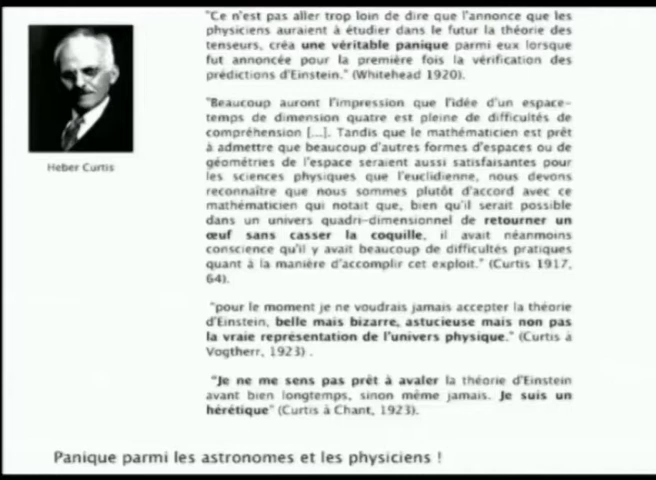 "Ce n'est pas aller trop loin de dire que l'annonce que les
physiciens auraient à étudier dans le futur la théorie des
tenseurs, créa une véritable panique parmi eux lorsque
fut annoncée pour la première fois la vérification des
prédictions d'Einstein." (Whitehead 1920).
"Beaucoup auront l'impression que l'idée d'un espace-
temps de dimension quatre est pleine de difficultés de
compréhension [...]. Tandis que le mathématicien est prêt
à admettre que beaucoup d'autres formes d'espaces ou de
géométries de l'espace seraient aussi satisfaisantes pour
les sciences physiques que l'euclidienne, nous devons
reconnaître que nous sommes plutôt d'accord avec ce
mathématicien qui notait que, bien qu'il serait possible
dans un univers quadri-dimensionnel de retourner un
œuf sans casser la coquille, il avait néanmoins
conscience qu'il y avait beaucoup de difficultés pratiques
quant à la manière d'accomplir cet exploit." (Curtis 1917,
64).
"pour le moment je ne voudrais jamais accepter la théorie
d'Einstein, belle mais bizarre, astucieuse mais non pas
la vraie représentation de l'univers physique." (Curtis à
Vogtherr, 1923) .
"Je ne me sens pas prêt à avaler la théorie d'Einstein
avant bien longtemps, sinon même jamais. Je suis un
hérétique" (Curtis à Chant, 1923).
Heber Curtis
Panique parmi les astronomes et les physiciens !